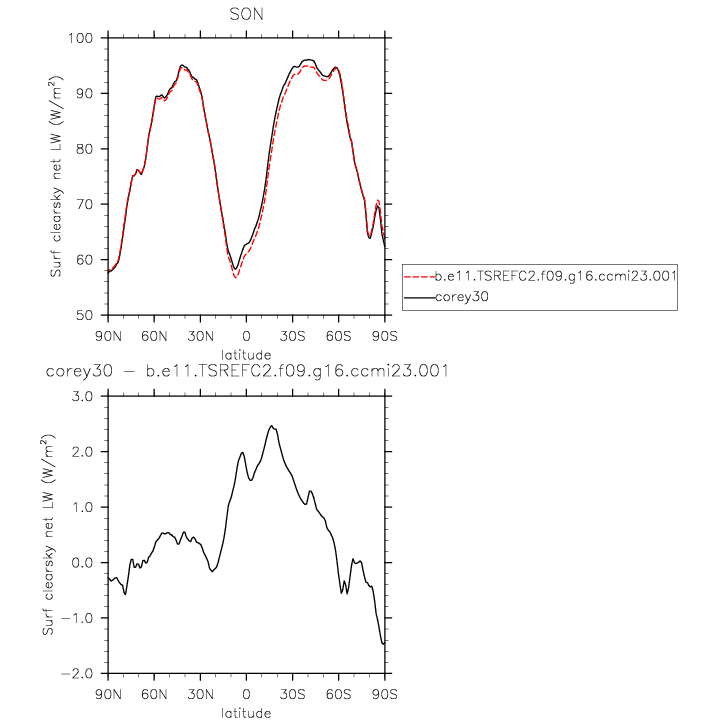 SON
100
90
80
70
60
50
Surf clearsky net LW (W/m²)
90N 60N 30N 0 30S 60S 90S
latitude
b.e11.TSREFC2.f09.g16.ccmi23.001
corey30
corey30 − b.e11.TSREFC2.f09.g16.ccmi23.001
3.0
2.0
1.0
0.0
−1.0
−2.0
Surf clearsky net LW (W/m²)
90N 60N 30N 0 30S 60S 90S
latitude